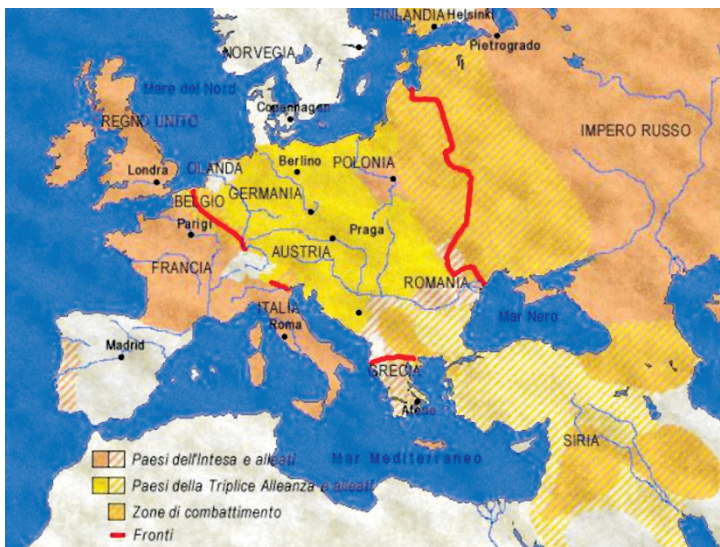 FINLANDIA
Helsinki
NORVEGIA
Pietrogrado
Mare del Nord
Copenhagen
REGNO UNITO
IMPERO RUSSO
Londra
OLANDA
Berlino
POLONIA
GERMANIA
BELGIO
Parigi
Praga
AUSTRIA
FRANCIA
ROMANIA
ITALIA
Mar Nero
Roma
Madrid
GRECIA
Atene
SIRIA
Mar Mediterraneo
Paesi dell'Intesa e alleati
Paesi della Triplice Alleanza e alleati
Zone di combattimento
Fronti